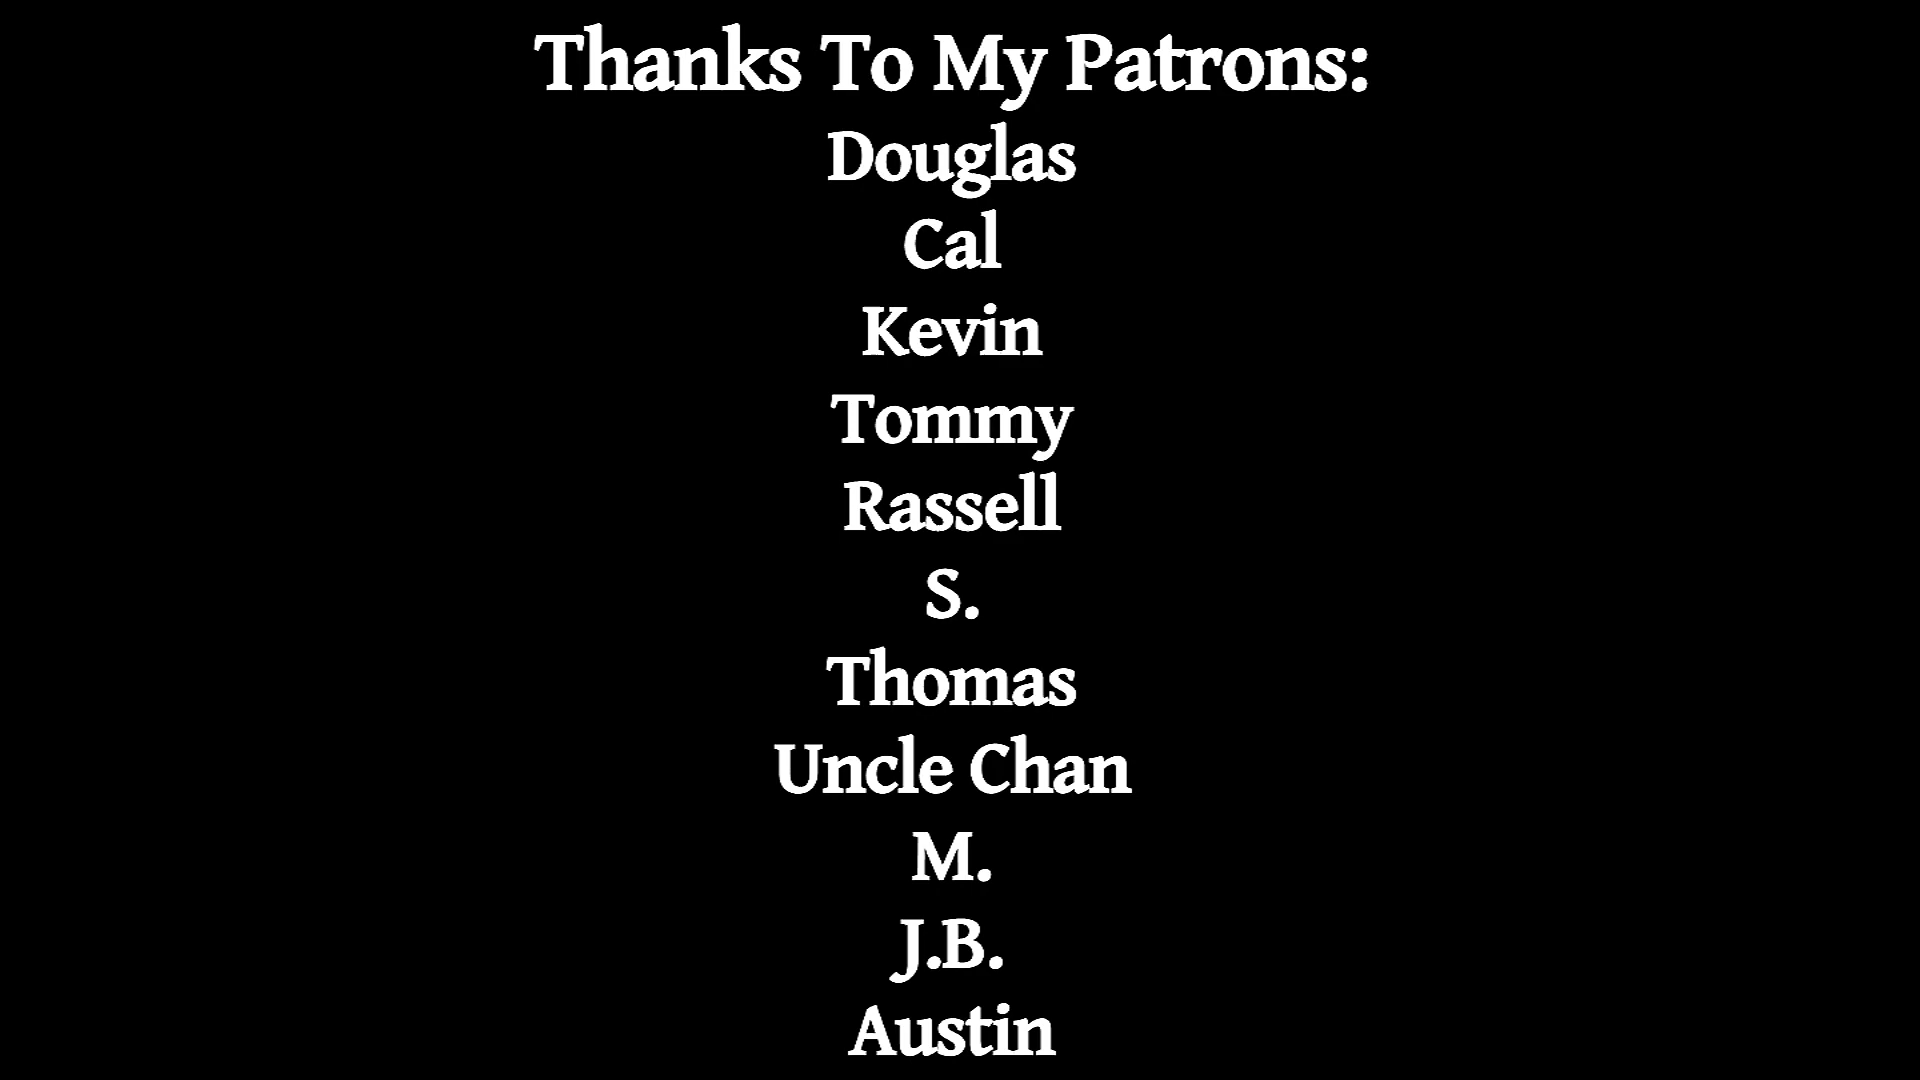 Thanks To My Patrons:
Douglas
Cal
Kevin
Tommy
Rassell
S.
Thomas
Uncle Chan
M.
J.B.
Austin